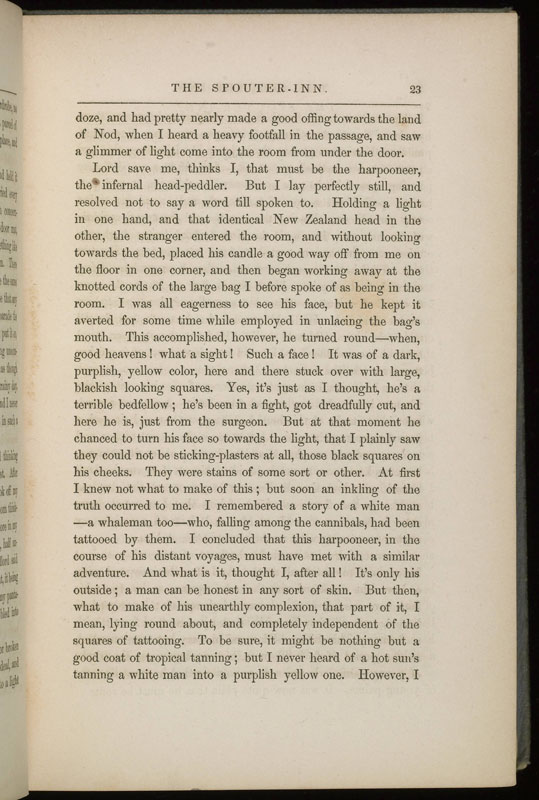 THE SPOUTER-INN. 23
doze, and had pretty nearly made a good offing towards the land
of Nod, when I heard a heavy footfall in the passage, and saw
a glimmer of light come into the room from under the door.
Lord save me, thinks I, that must be the harpooneer,
the infernal head-peddler. But I lay perfectly still, and
resolved not to say a word till spoken to. Holding a light
in one hand, and that identical New Zealand head in the
other, the stranger entered the room, and without looking
towards the bed, placed his candle a good way off from me on
the floor in one corner, and then began working away at the
knotted cords of the large bag I before spoke of as being in the
room. I was all eagerness to see his face, but he kept it
averted for some time while employed in unlacing the bag's
mouth. This accomplished, however, he turned round—when,
good heavens! what a sight! Such a face! It was of a dark,
purplish, yellow color, here and there stuck over with large,
blackish looking squares. Yes, it's just as I thought, he's a
terrible bedfellow; he's been in a fight, got dreadfully cut, and
here he is, just from the surgeon. But at that moment he
chanced to turn his face so towards the light, that I plainly saw
they could not be sticking-plasters at all, those black squares on
his cheeks. They were stains of some sort or other. At first
I knew not what to make of this; but soon an inkling of the
truth occurred to me. I remembered a story of a white man
—a whaleman too—who, falling among the cannibals, had been
tattooed by them. I concluded that this harpooneer, in the
course of his distant voyages, must have met with a similar
adventure. And what is it, thought I, after all! It's only his
outside; a man can be honest in any sort of skin. But then,
what to make of his unearthly complexion, that part of it, I
mean, lying round about, and completely independent of the
squares of tattooing. To be sure, it might be nothing but a
good coat of tropical tanning; but I never heard of a hot sun's
tanning a white man into a purplish yellow one. However, I